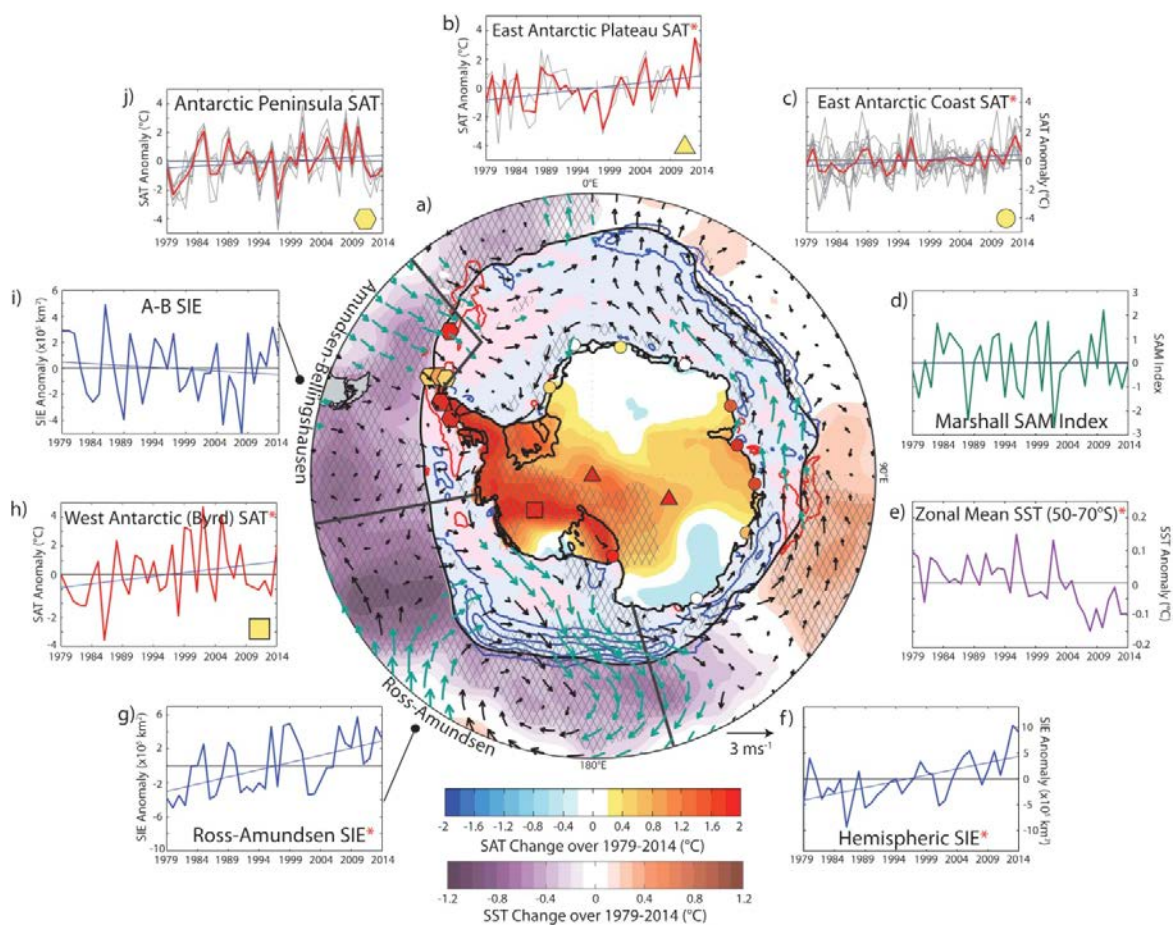 b) East Antarctic Plateau SAT*
SAT Anomaly (°C)
4
2
0
-2
-4
1979 1984 1989 1994 1999 2004 2009 2014
0°E
j) Antarctic Peninsula SAT
SAT Anomaly (°C)
4
2
0
-2
-4
1979 1984 1989 1994 1999 2004 2009 2014
c) East Antarctic Coast SAT*
SAT Anomaly (°C)
4
2
0
-2
-4
1979 1984 1989 1994 1999 2004 2009 2014
a)
Amundsen-Bellingshausen
Ross-Amundsen
90°E
180°E
3 ms⁻¹
i) A-B SIE
SIE Anomaly (x10⁵ km²)
6
4
2
0
-2
-4
1979 1984 1989 1994 1999 2004 2009 2014
d)
SAM Index
3
2
1
0
-1
-2
-3
Marshall SAM Index
1979 1984 1989 1994 1999 2004 2009 2014
h) West Antarctic (Byrd) SAT*
SAT Anomaly (°C)
4
2
0
-2
-4
1979 1984 1989 1994 1999 2004 2009 2014
e) Zonal Mean SST (50-70°S)*
SST Anomaly (°C)
0.2
0.1
0
-0.1
-0.2
1979 1984 1989 1994 1999 2004 2009 2014
g)
SIE Anomaly (x10⁵ km²)
6
2
-2
-6
Ross-Amundsen SIE*
1979 1984 1989 1994 1999 2004 2009 2014
f)
SIE Anomaly (x10⁵ km²)
10
5
0
-5
-10
Hemispheric SIE*
1979 1984 1989 1994 1999 2004 2009 2014
-2 -1.2 -0.8 -0.4 0 0.4 0.8 1.2 2
SAT Change over 1979-2014 (°C)
-1.2 -0.8 -0.4 0 0.4 0.8 1.2
SST Change over 1979-2014 (°C)